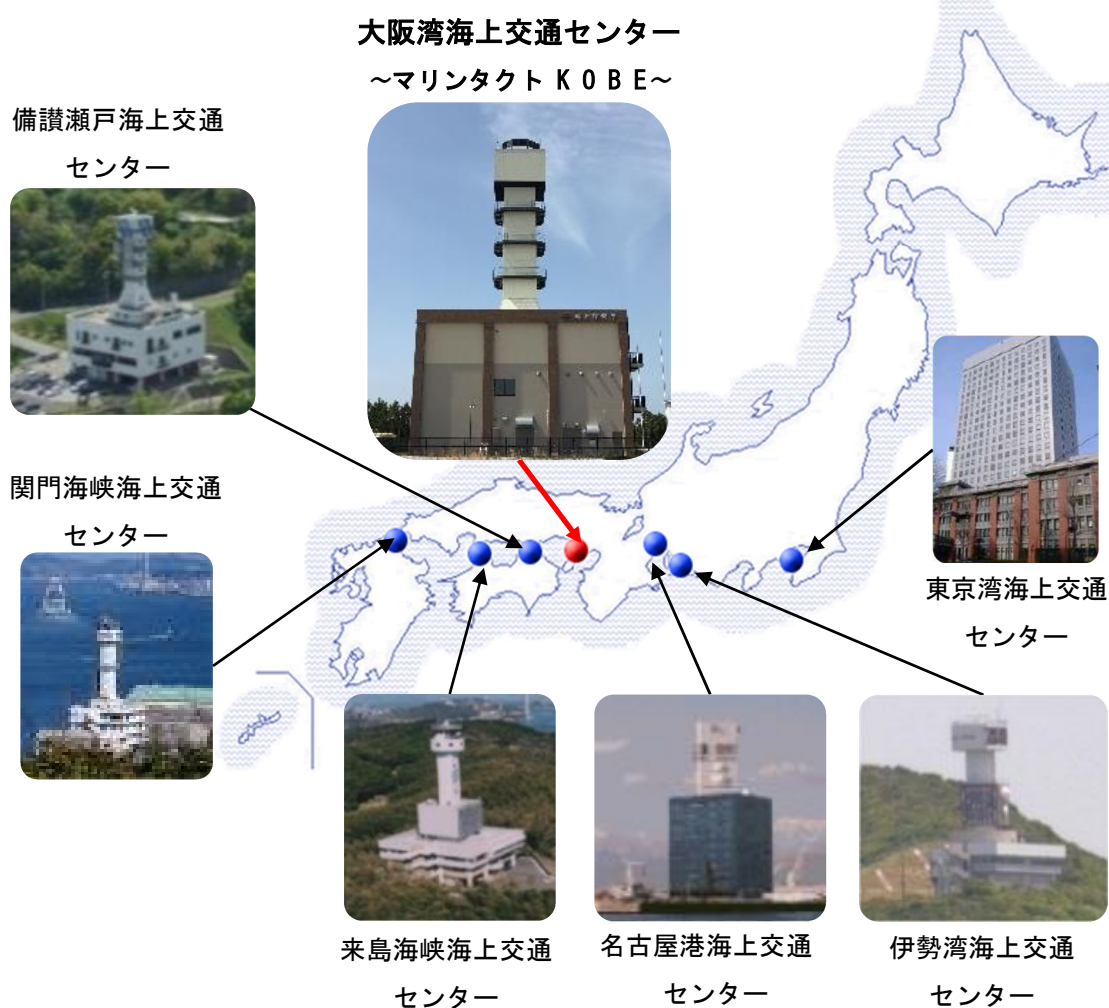 大阪湾海上交通センター
～マリンタクトＫＯＢＥ～
備讃瀬戸海上交通
センター
関門海峡海上交通
センター
東京湾海上交通
センター
来島海峡海上交通
センター
名古屋港海上交通
センター
伊勢湾海上交通
センター